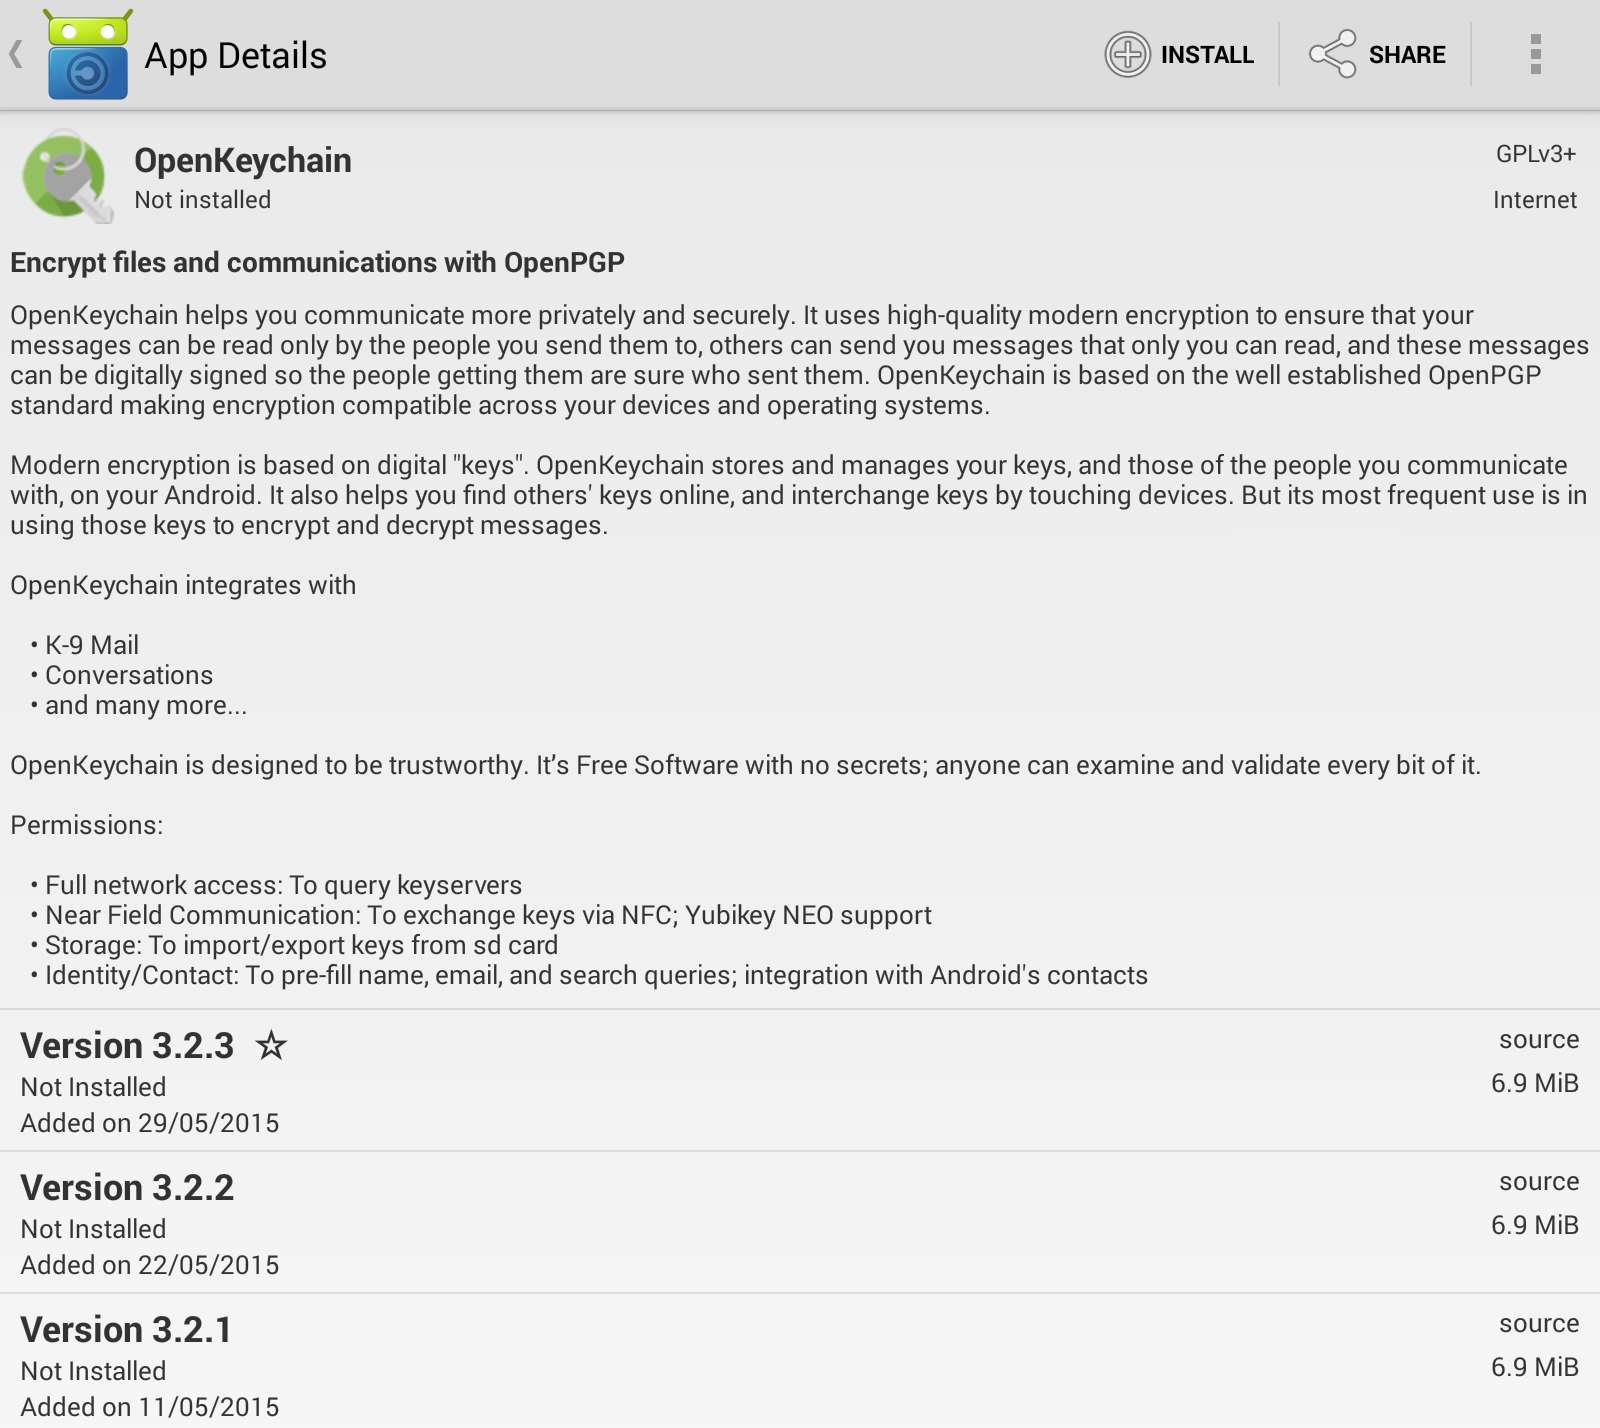 App Details
INSTALL
SHARE
OpenKeychain
GPLv3+
Not installed
Internet
Encrypt files and communications with OpenPGP
OpenKeychain helps you communicate more privately and securely. It uses high-quality modern encryption to ensure that your
messages can be read only by the people you send them to, others can send you messages that only you can read, and these messages
can be digitally signed so the people getting them are sure who sent them. OpenKeychain is based on the well established OpenPGP
standard making encryption compatible across your devices and operating systems.
Modern encryption is based on digital "keys". OpenKeychain stores and manages your keys, and those of the people you communicate
with, on your Android. It also helps you find others' keys online, and interchange keys by touching devices. But its most frequent use is in
using those keys to encrypt and decrypt messages.
OpenKeychain integrates with
• K-9 Mail
• Conversations
• and many more...
OpenKeychain is designed to be trustworthy. It’s Free Software with no secrets; anyone can examine and validate every bit of it.
Permissions:
• Full network access: To query keyservers
• Near Field Communication: To exchange keys via NFC; Yubikey NEO support
• Storage: To import/export keys from sd card
• Identity/Contact: To pre-fill name, email, and search queries; integration with Android's contacts
Version 3.2.3 ☆
source
Not Installed
6.9 MiB
Added on 29/05/2015
Version 3.2.2
source
Not Installed
6.9 MiB
Added on 22/05/2015
Version 3.2.1
source
Not Installed
6.9 MiB
Added on 11/05/2015